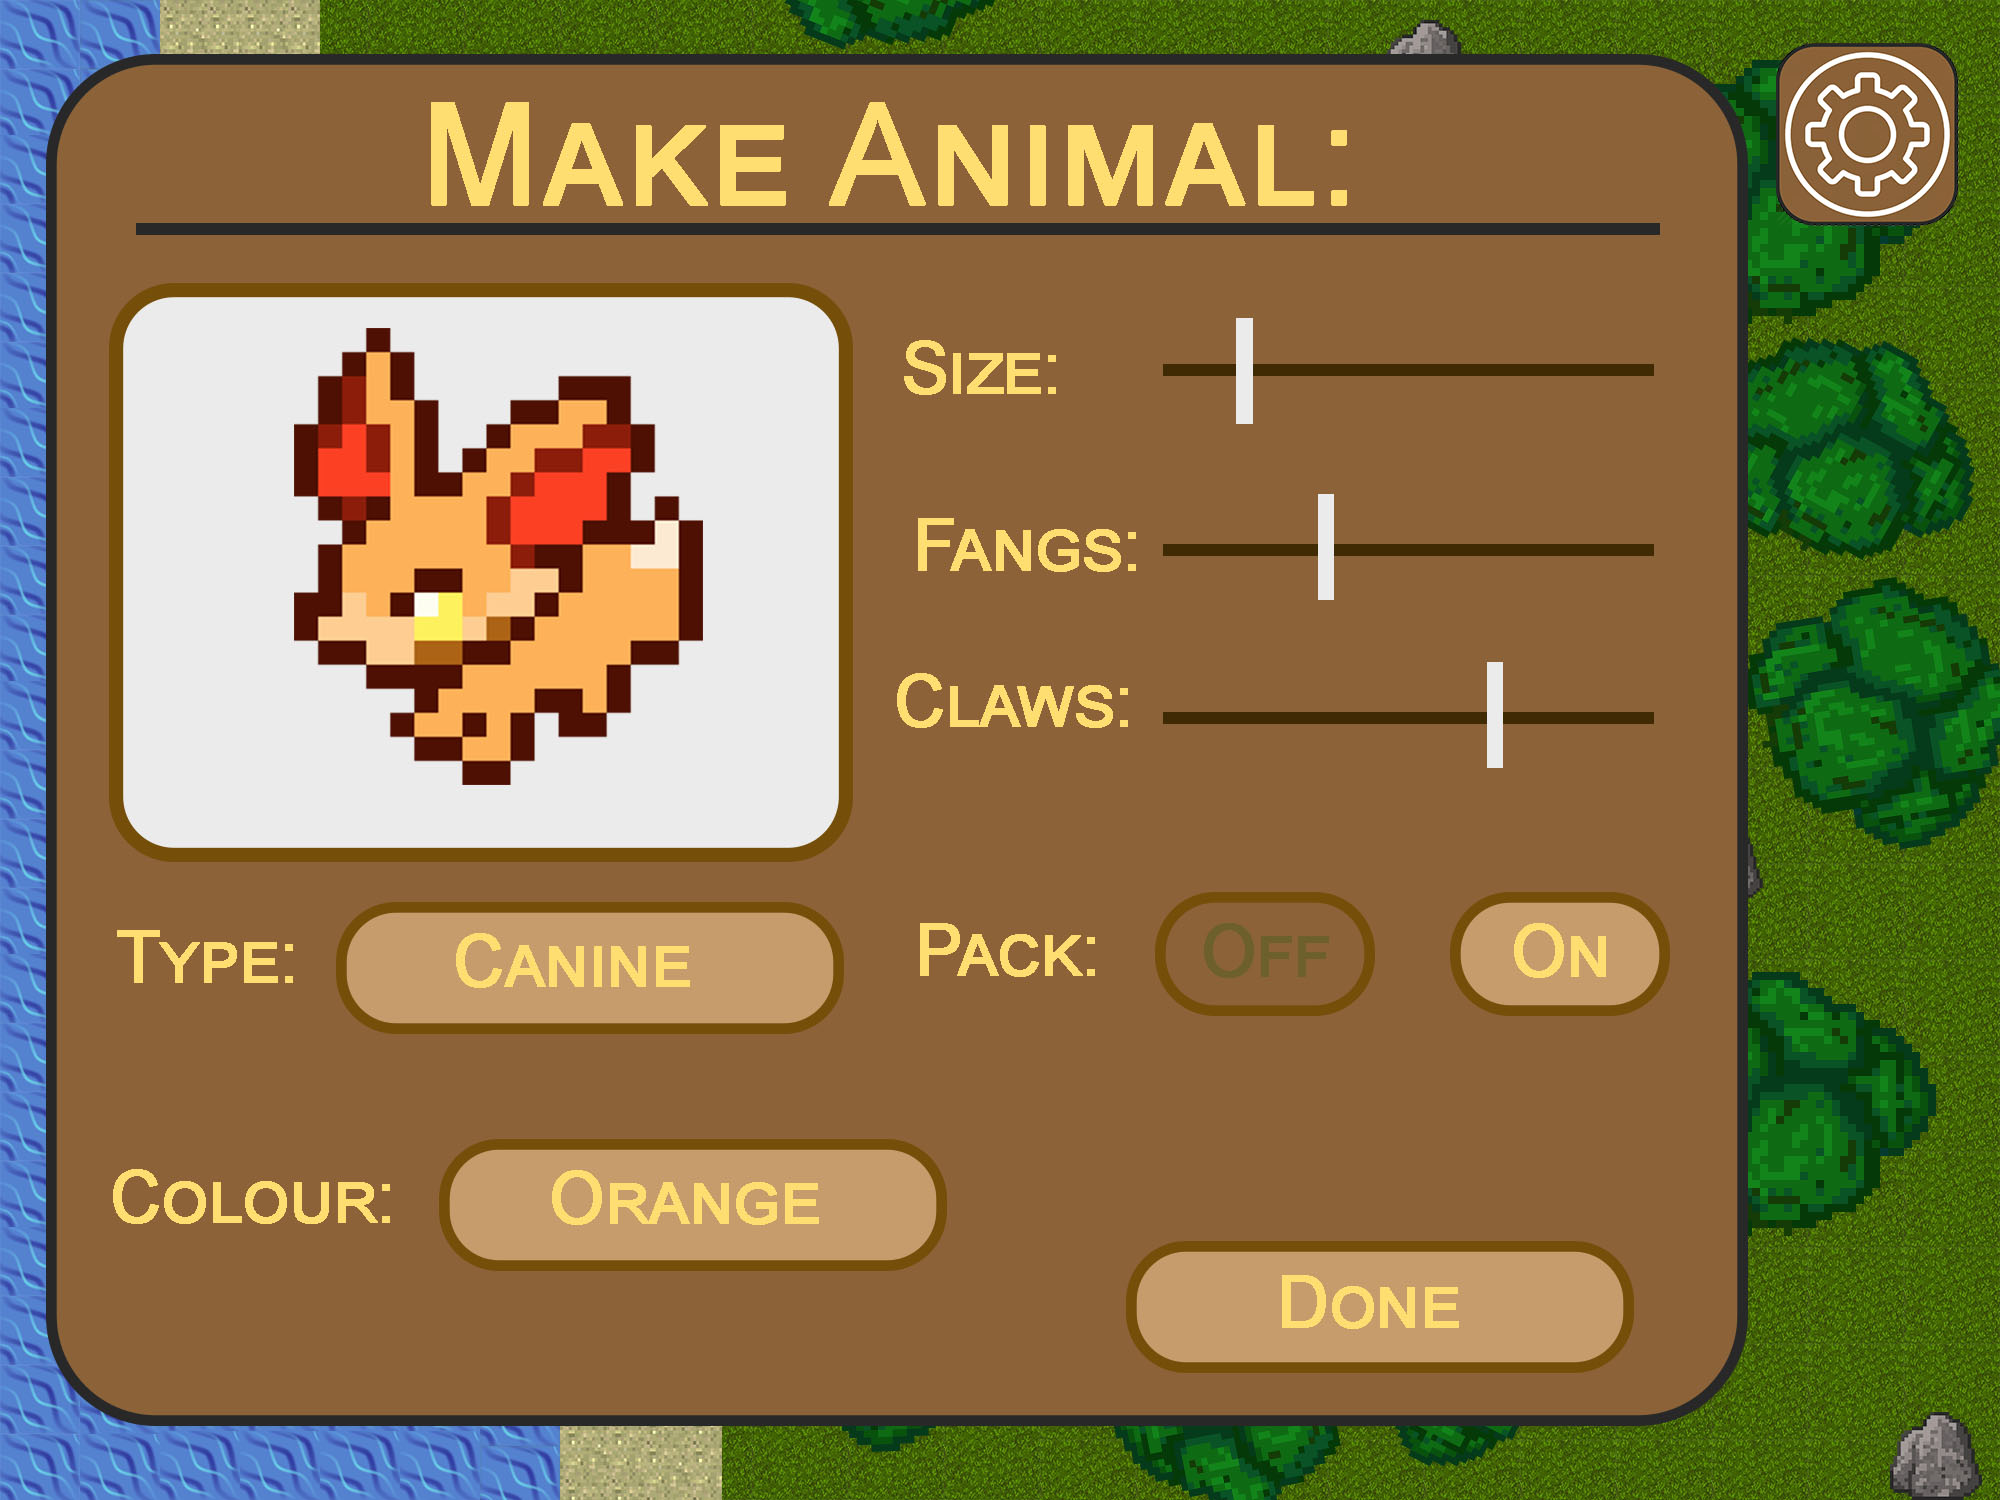 Make Animal:
Size:
Fangs:
Claws:
Type: Canine
Pack: Off On
Colour: Orange
Done